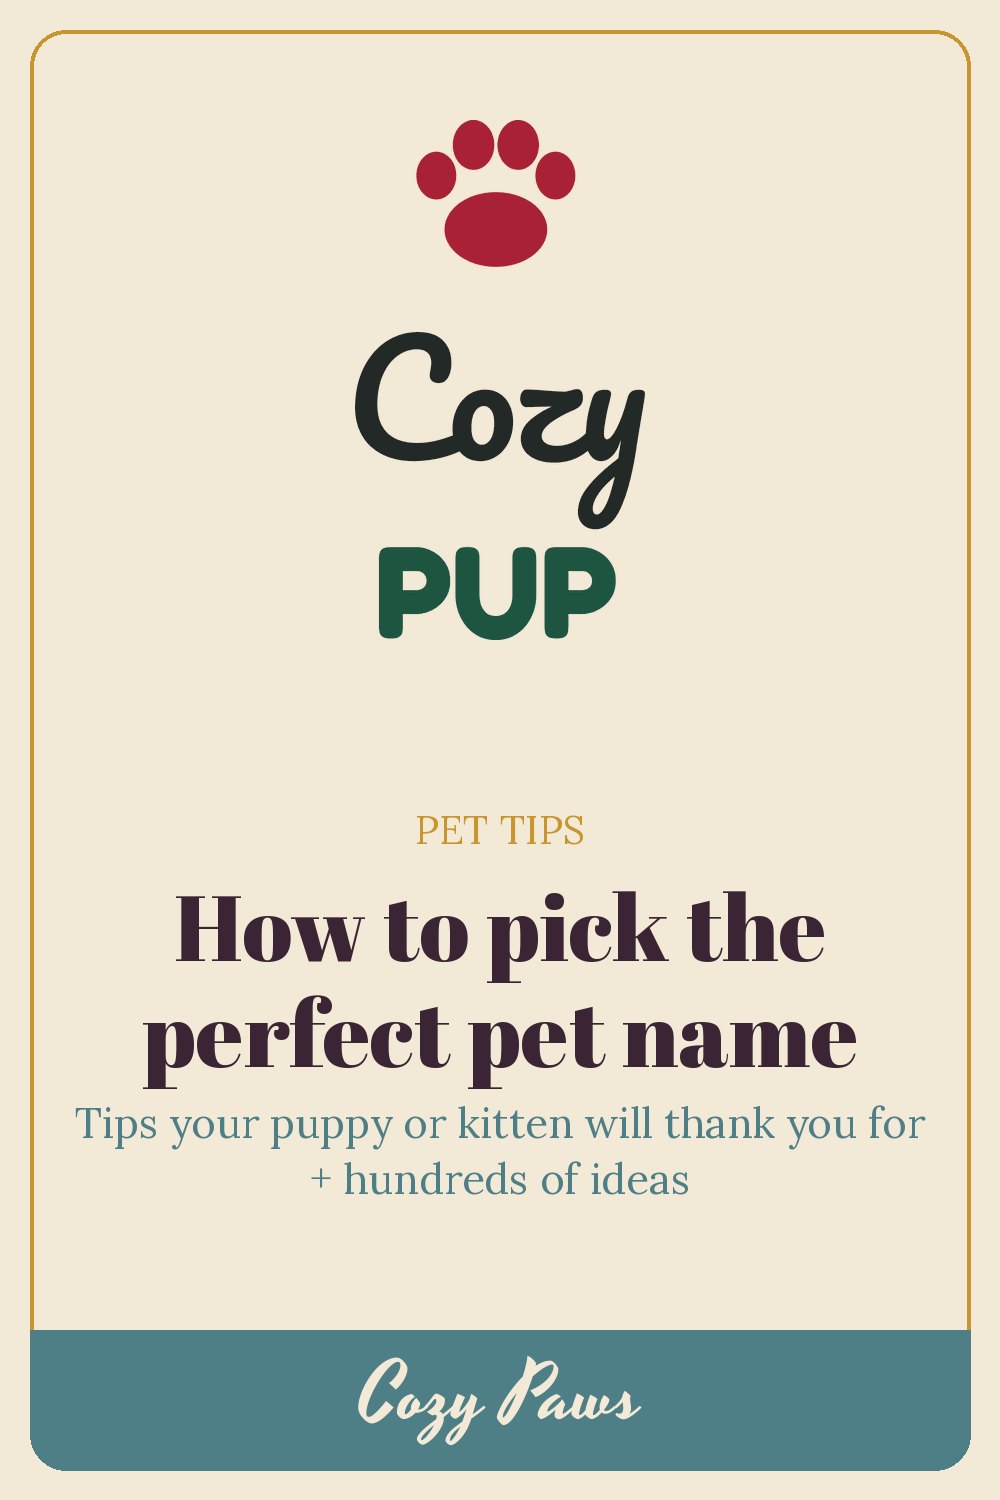 Cozy
PUP
PET TIPS
How to pick the
perfect pet name
Tips your puppy or kitten will thank you for
+ hundreds of ideas
Cozy Paws